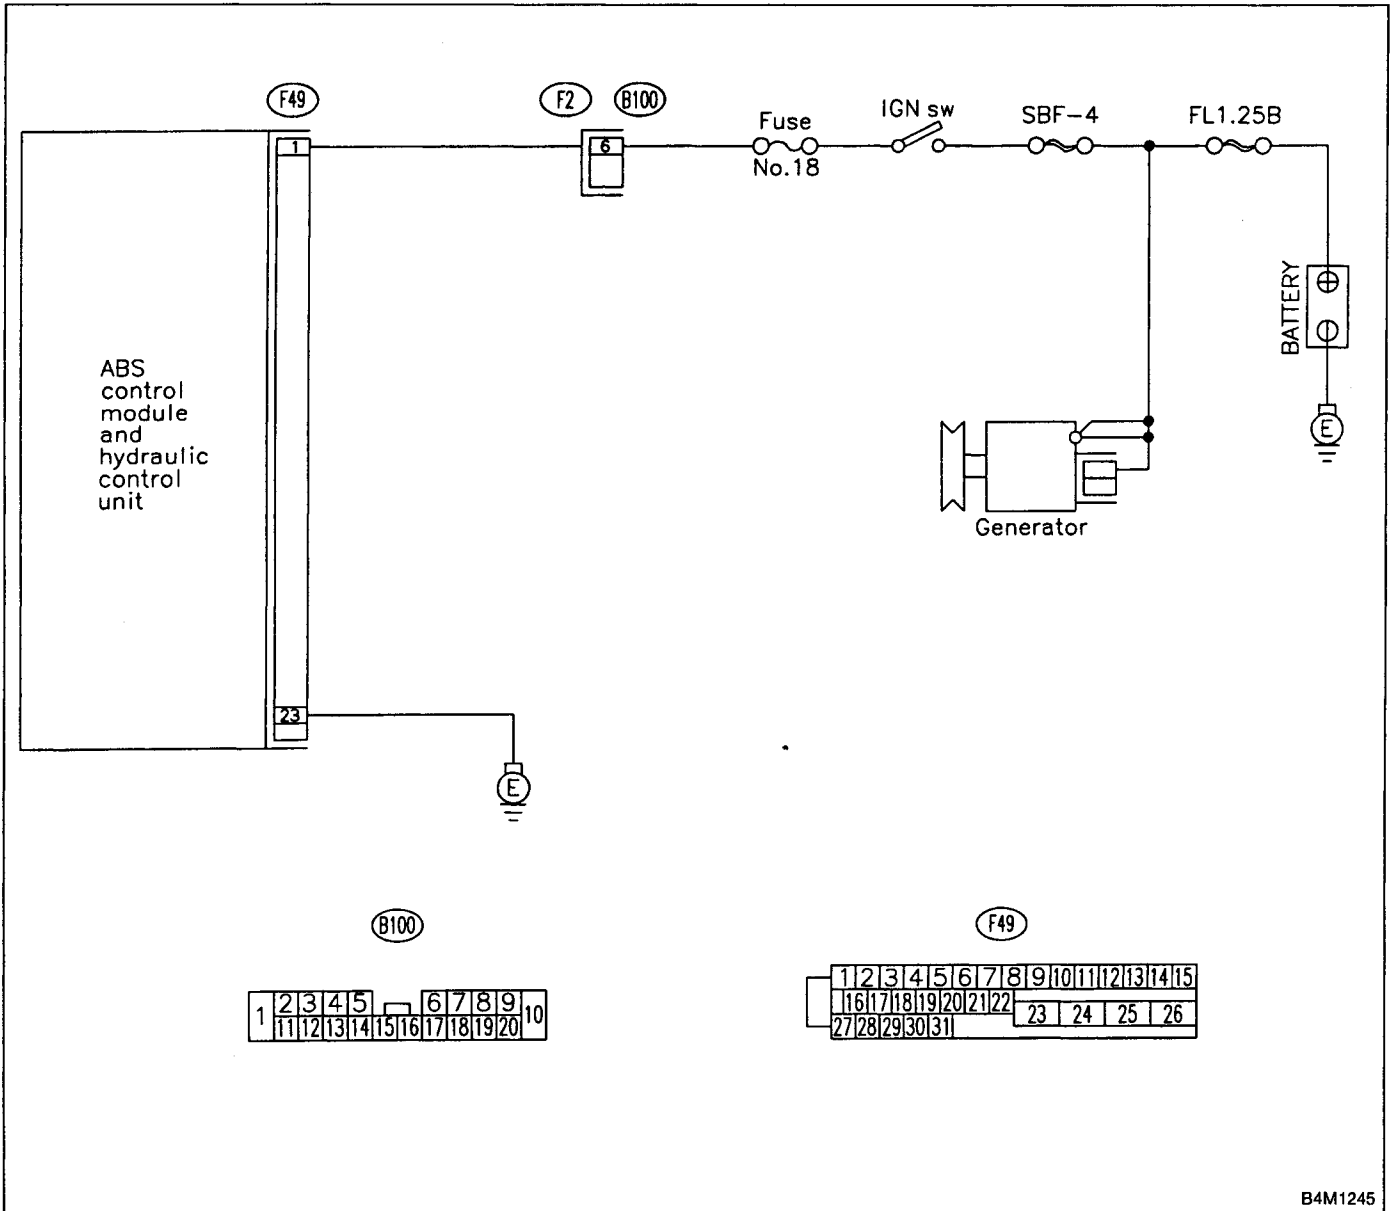 F49
F2
B100
Fuse
No.18
IGN sw
SBF-4
FL1.25B
1
6
BATTERY
E
ABS
control
module
and
hydraulic
control
unit
Generator
23
E
B100
1 2 3 4 5 6 7 8 9 10
11 12 13 14 15 16 17 18 19 20
F49
1 2 3 4 5 6 7 8 9 10 11 12 13 14 15
16 17 18 19 20 21 22 23 24 25 26
27 28 29 30 31
B4M1245